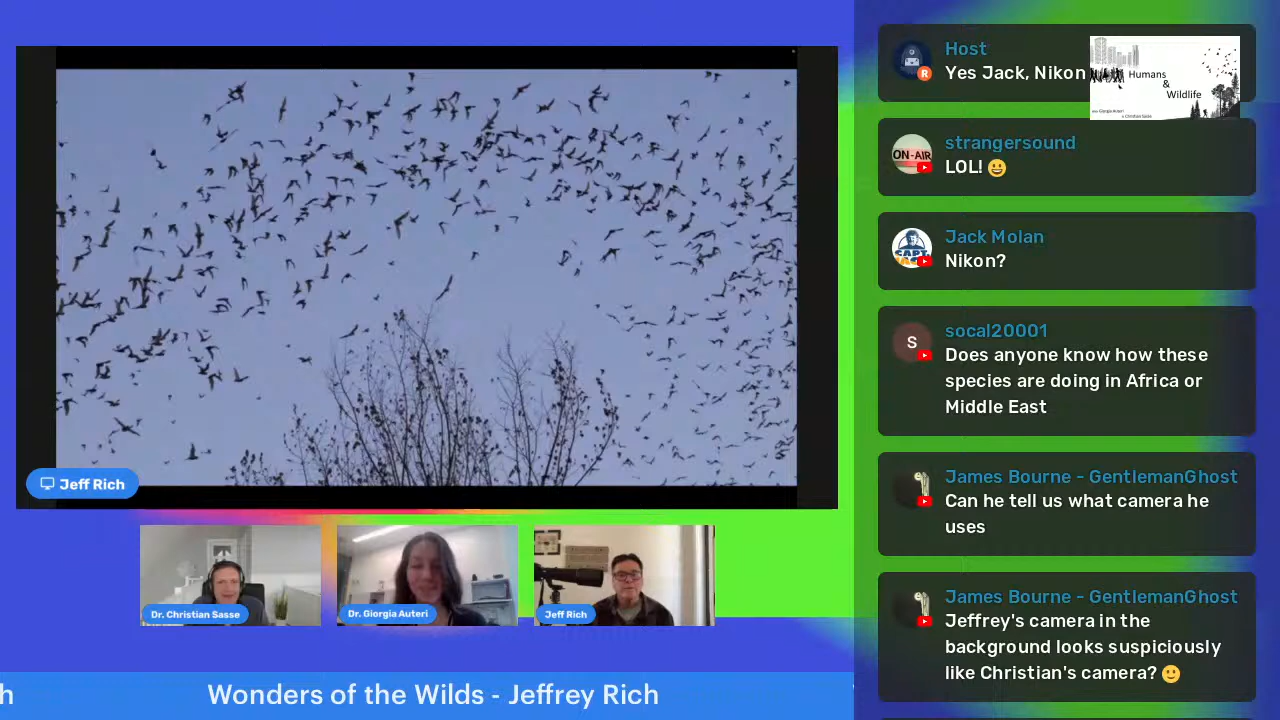 Jeff Rich
Dr. Christian Sasse
Dr. Giorgia Auteri
Jeff Rich
h
Wonders of the Wilds - Jeffrey Rich
Host
R
Yes Jack, Nikon
Humans
&
Wildlife
strangersound
ON-AIR
LOL! 😀
Jack Molan
CAPT
Nikon?
socal20001
S
Does anyone know how these
species are doing in Africa or
Middle East
James Bourne - GentlemanGhost
Can he tell us what camera he
uses
James Bourne - GentlemanGhost
Jeffrey's camera in the
background looks suspiciously
like Christian's camera? 🙂